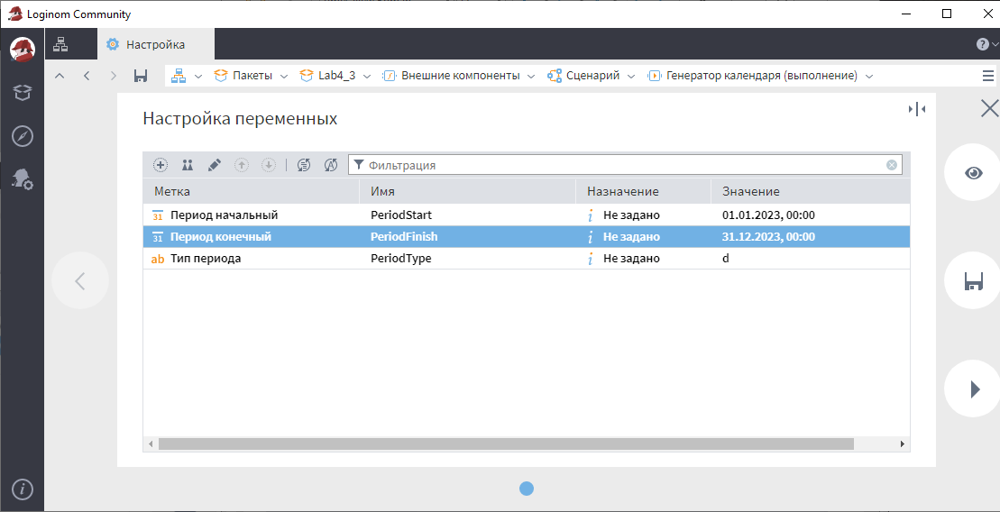 Loginom Community
Настройка
Пакеты Lab4_3 Внешние компоненты Сценарий Генератор календаря (выполнение)
Настройка переменных
Фильтрация
Метка Имя Назначение Значение
31 Период начальный PeriodStart i Не задано 01.01.2023, 00:00
31 Период конечный PeriodFinish i Не задано 31.12.2023, 00:00
ab Тип периода PeriodType i Не задано d